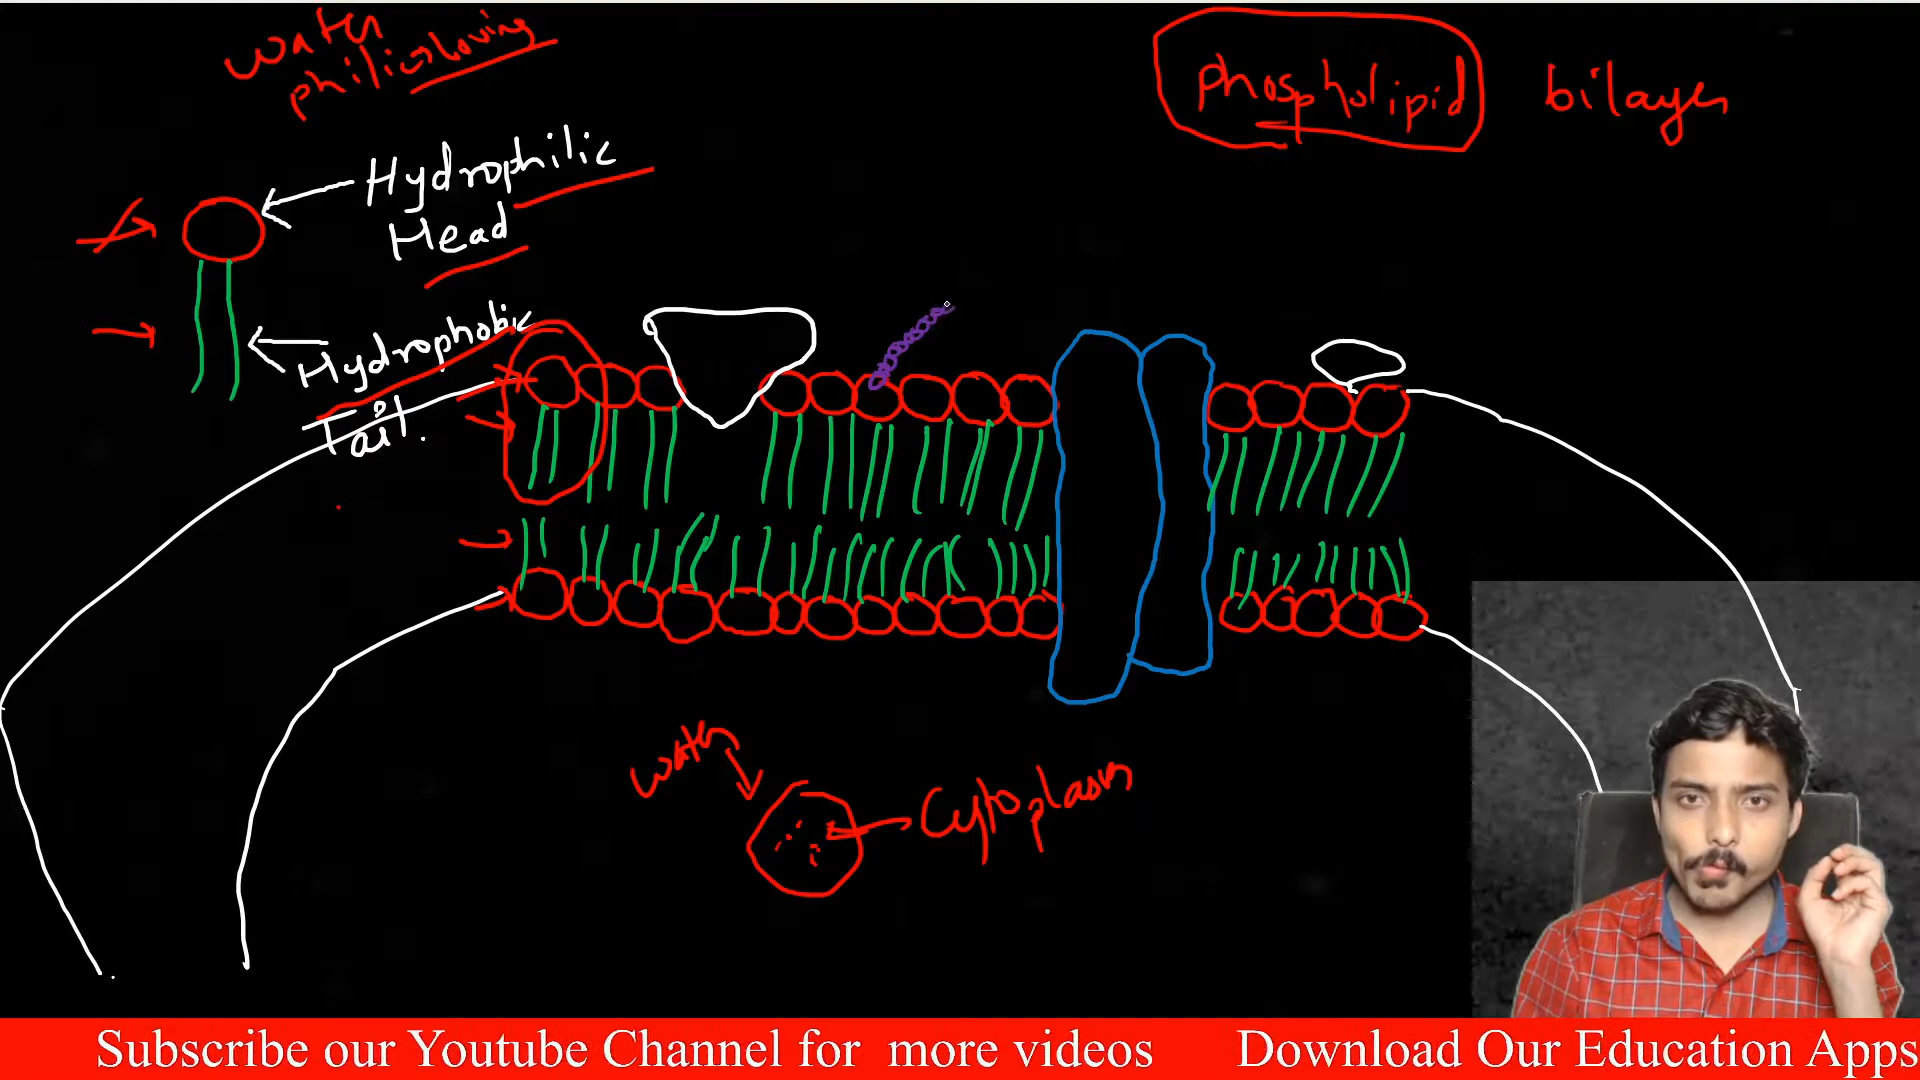 water
philic→loving
phospholipid bilayer
Hydrophilic
Head
Hydrophobic
Tail.
water
Cytoplasm
Subscribe our Youtube Channel for more videos Download Our Education Apps